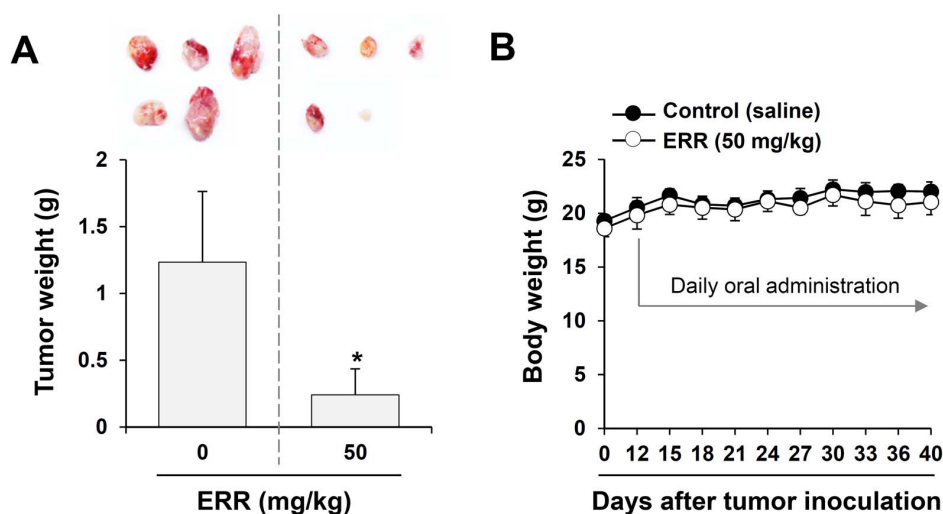 A
Tumor weight (g)
2
1.5
1
0.5
0
*
0 50
ERR (mg/kg)
B
Control (saline)
ERR (50 mg/kg)
Body weight (g)
25
20
15
10
5
0
Daily oral administration
0 12 15 18 21 24 27 30 33 36 40
Days after tumor inoculation